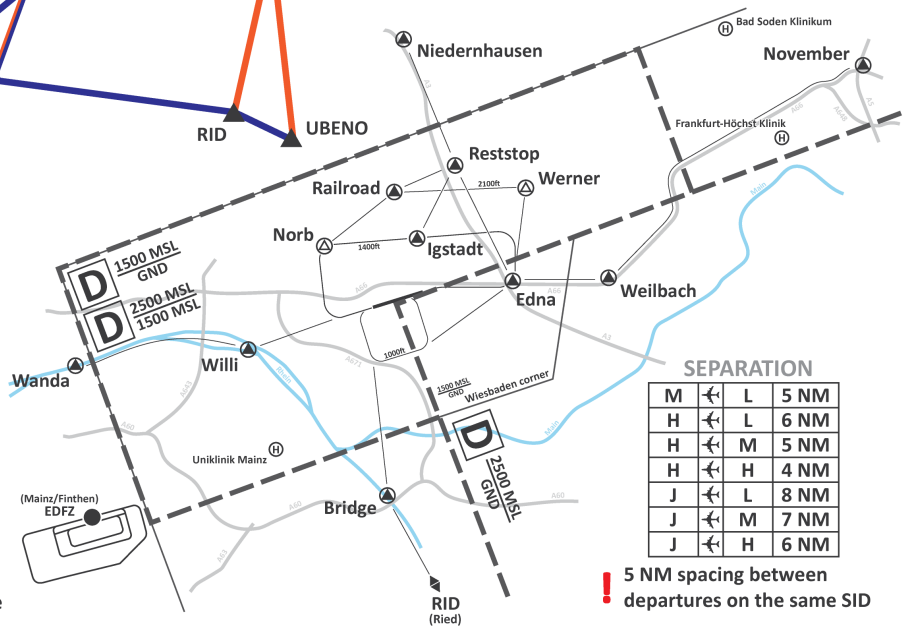 Bad Soden Klinikum
H
Niedernhausen
November
A3
A66
A648
A5
Frankfurt-Höchst Klinik
H
RID
UBENO
Reststop
Railroad
2100ft
Werner
Main
Norb
1400ft
Igstadt
D
1500 MSL
GND
D
2500 MSL
1500 MSL
A66
Edna
A66
Weilbach
A3
1000ft
Willi
Wanda
Rhein
A671
A643
1500 MSL
GND
Wiesbaden corner
A60
Main
D
2500 MSL
GND
Uniklinik Mainz
H
(Mainz/Finthen)
EDFZ
Bridge
A60
A60
A63
RID
(Ried)
SEPARATION
M L 5 NM
H L 6 NM
H M 5 NM
H H 4 NM
J L 8 NM
J M 7 NM
J H 6 NM
! 5 NM spacing between
departures on the same SID